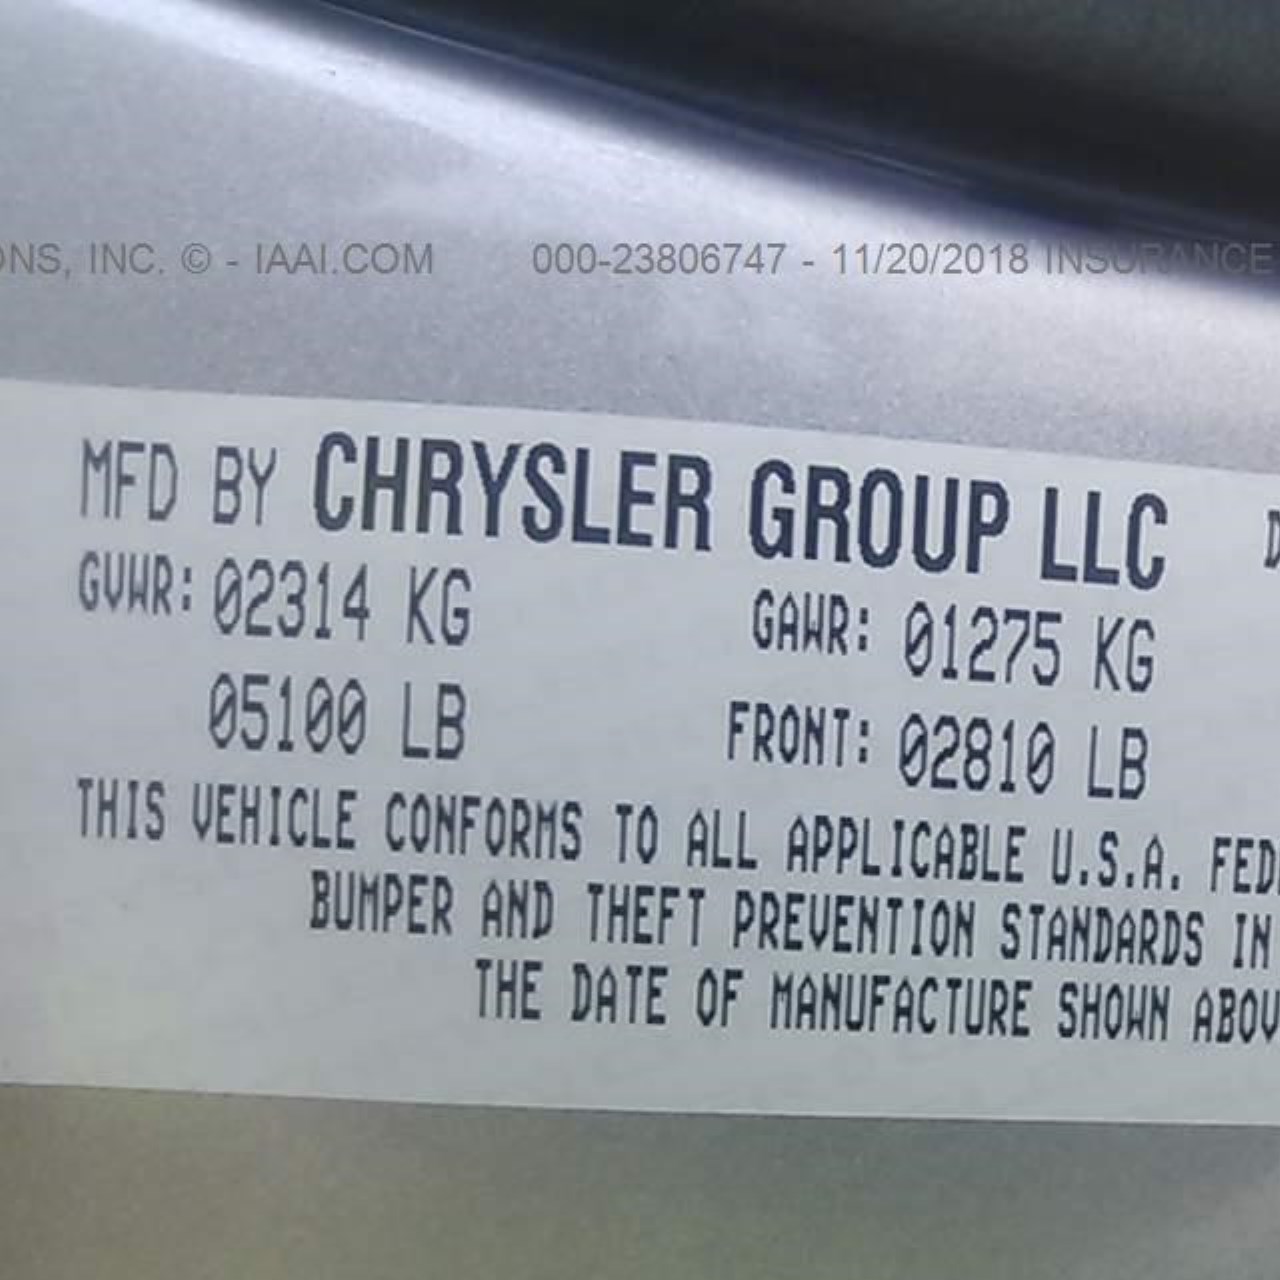 ONS, INC. © - IAAI.COM 000-23806747 - 11/20/2018 INSURANCE
MFD BY CHRYSLER GROUP LLC D
GVWR: 02314 KG GAWR: 01275 KG
05100 LB FRONT: 02810 LB
THIS VEHICLE CONFORMS TO ALL APPLICABLE U.S.A. FED
BUMPER AND THEFT PREVENTION STANDARDS IN
THE DATE OF MANUFACTURE SHOWN ABOV